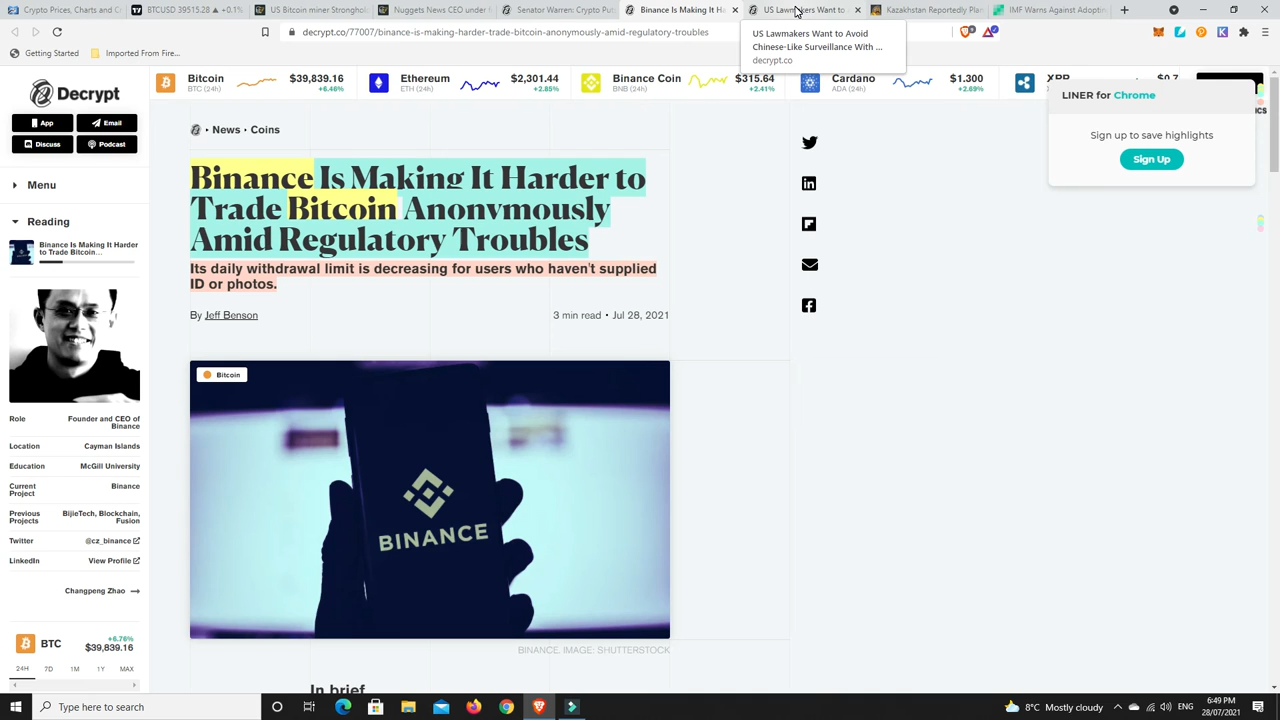 Crypto Prices, Charts and Cr
BTCUSD 39515.28 ▲ +0.1%
US Bitcoin miner Strongho
Nuggets News CEO under
Senator Warren: Crypto Put
Binance Is Making It Ha
US Lawmakers Want to
Kazakhstan Reportedly Plar
IMF Warns Against Adoptin
decrypt.co/77007/binance-is-making-harder-trade-bitcoin-anonymously-amid-regulatory-troubles
US Lawmakers Want to Avoid
Chinese-Like Surveillance With ...
decrypt.co
Getting Started
Imported From Fire...
Decrypt
App
Email
Discuss
Podcast
Menu
Reading
Binance Is Making It Harder
to Trade Bitcoin...
Bitcoin
BTC (24h)
$39,839.16
+6.46%
Ethereum
ETH (24h)
$2,301.44
+2.85%
Binance Coin
BNB (24h)
$315.64
+2.41%
Cardano
ADA (24h)
$1.300
+2.69%
XRP
XRP (24h)
$0.7
LINER for Chrome
Sign up to save highlights
Sign Up
News
Coins
Binance Is Making It Harder to
Trade Bitcoin Anonymously
Amid Regulatory Troubles
Its daily withdrawal limit is decreasing for users who haven't supplied
ID or photos.
By Jeff Benson
3 min read • Jul 28, 2021
Bitcoin
BINANCE
BINANCE. IMAGE: SHUTTERSTOCK
In brief
Role
Founder and CEO of
Binance
Location
Cayman Islands
Education
McGill University
Current
Project
Binance
Previous
Projects
BijieTech, Blockchain,
Fusion
Twitter
@cz_binance
LinkedIn
View Profile
Changpeng Zhao
BTC
+6.76%
$39,839.16
24H 7D 1M 1Y MAX
Type here to search
8°C Mostly cloudy
ENG
6:49 PM
28/07/2021